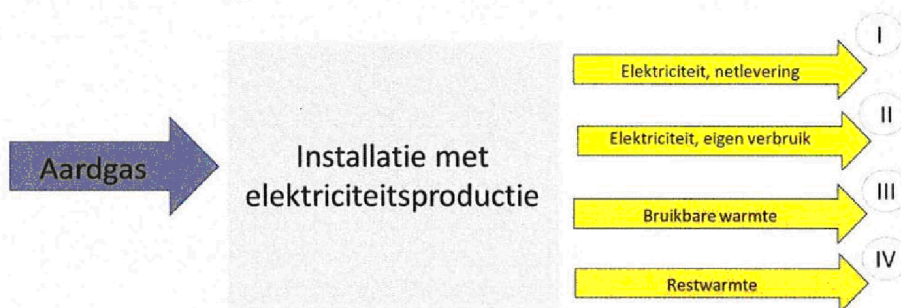 I
Elektriciteit, netlevering
II
Elektriciteit, eigen verbruik
Aardgas
Installatie met
elektriciteitsproductie
III
Bruikbare warmte
IV
Restwarmte